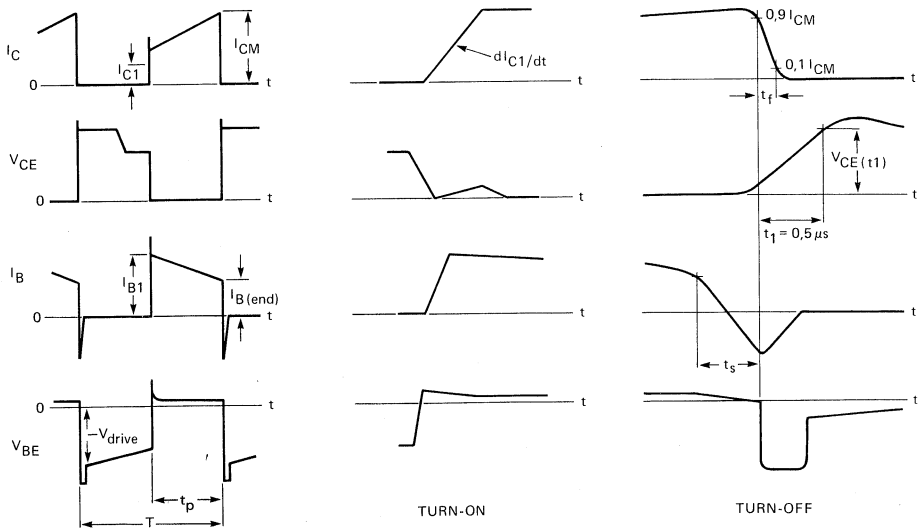 I_C
I_C1
I_CM
0
t
V_CE
0
t
I_B
I_B1
I_B(end)
0
t
0
t
–V_drive
V_BE
t_p
T
dI_C1/dt
TURN-ON
0,9 I_CM
0,1 I_CM
t_f
t
V_CE(t1)
t
t_1 = 0,5 μs
t
t_s
t
TURN-OFF